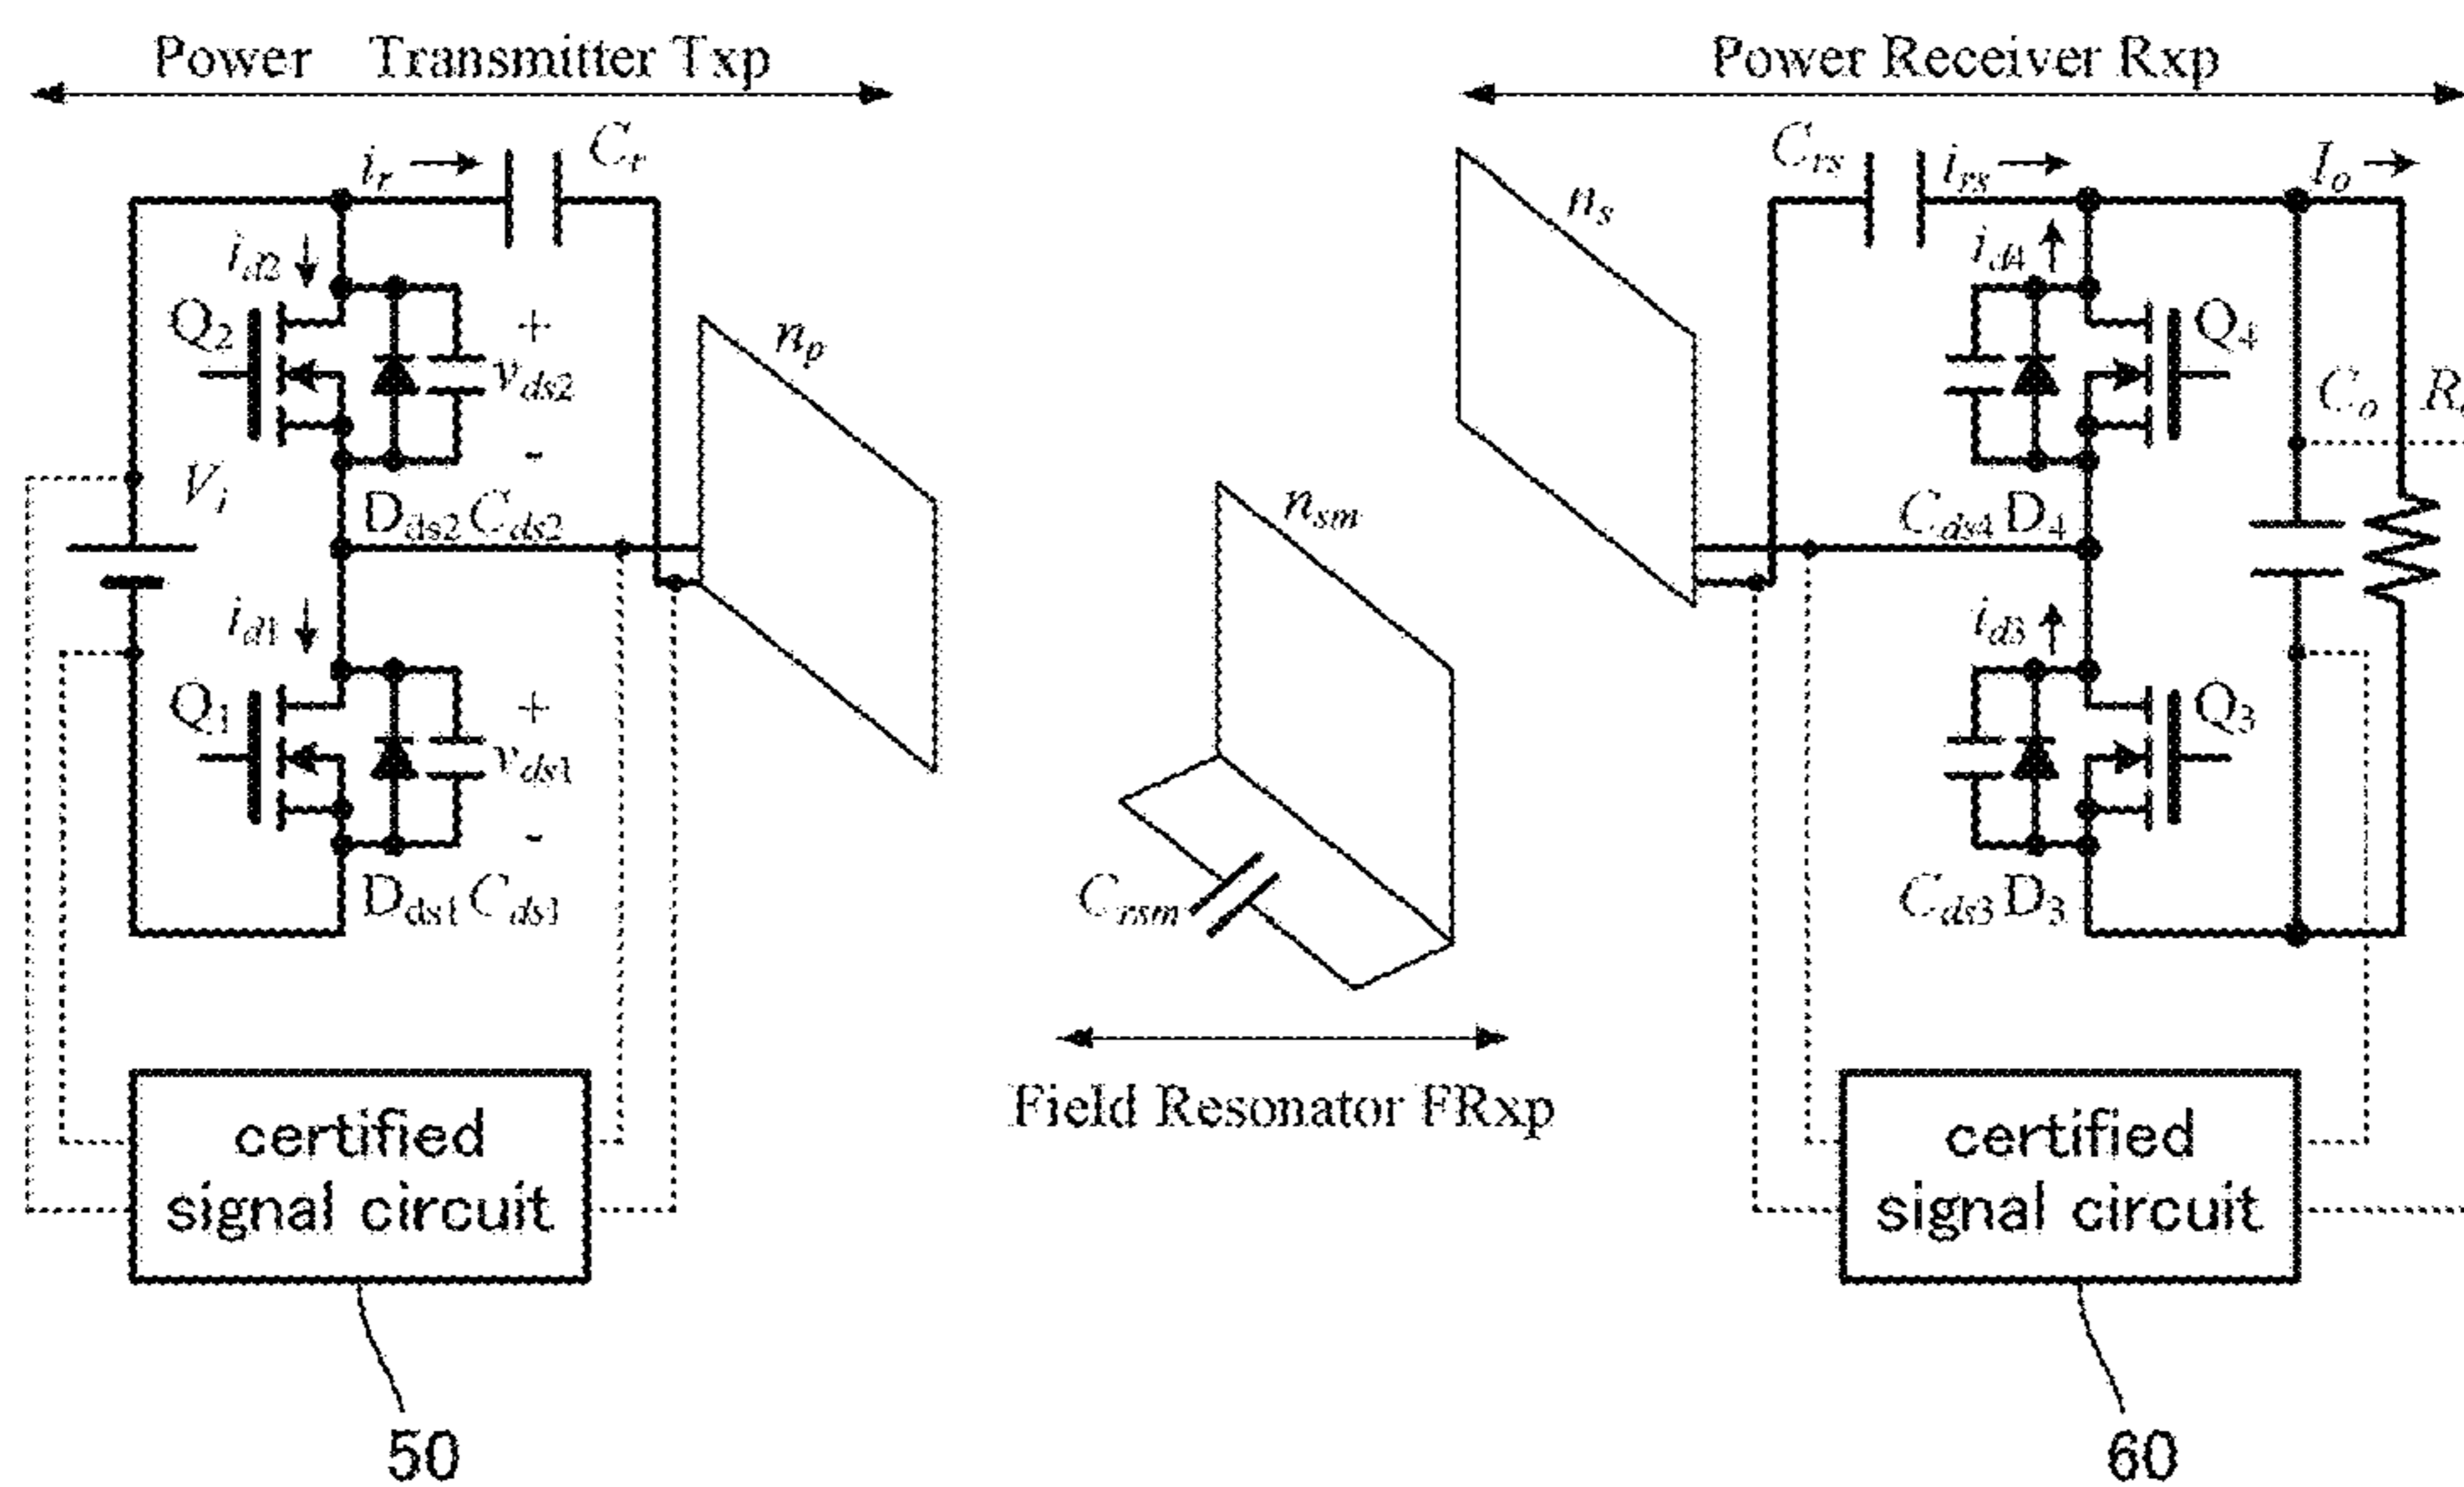 Power Transmitter Txp
Power Receiver Rxp
ir
Cr
Crs
irs
Io
ns
id2
id4
Q2
+
vds2
-
np
Q4
Co
Vi
Dds2 Cds2
nsm
Cds4 D4
id1
id3
Q1
+
vds1
-
Q3
Dds1 Cds1
Crsm
Cds3 D3
Field Resonator FRxp
certified
signal circuit
certified
signal circuit
50
60